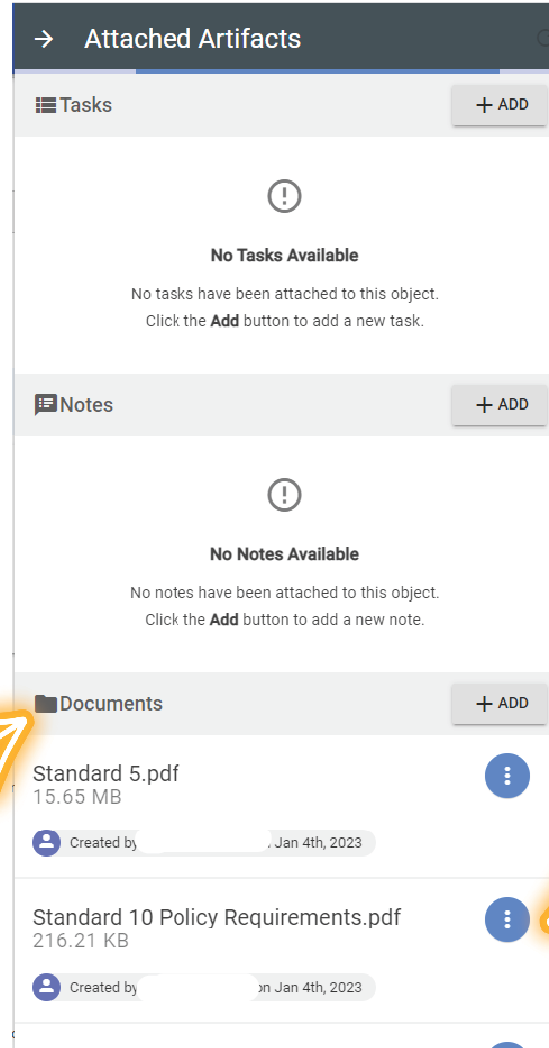 Attached Artifacts
Tasks
ADD
No Tasks Available
No tasks have been attached to this object.
Click the Add button to add a new task.
Notes
ADD
No Notes Available
No notes have been attached to this object.
Click the Add button to add a new note.
Documents
ADD
Standard 5.pdf
15.65 MB
Created by Jan 4th, 2023
Standard 10 Policy Requirements.pdf
216.21 KB
Created by on Jan 4th, 2023